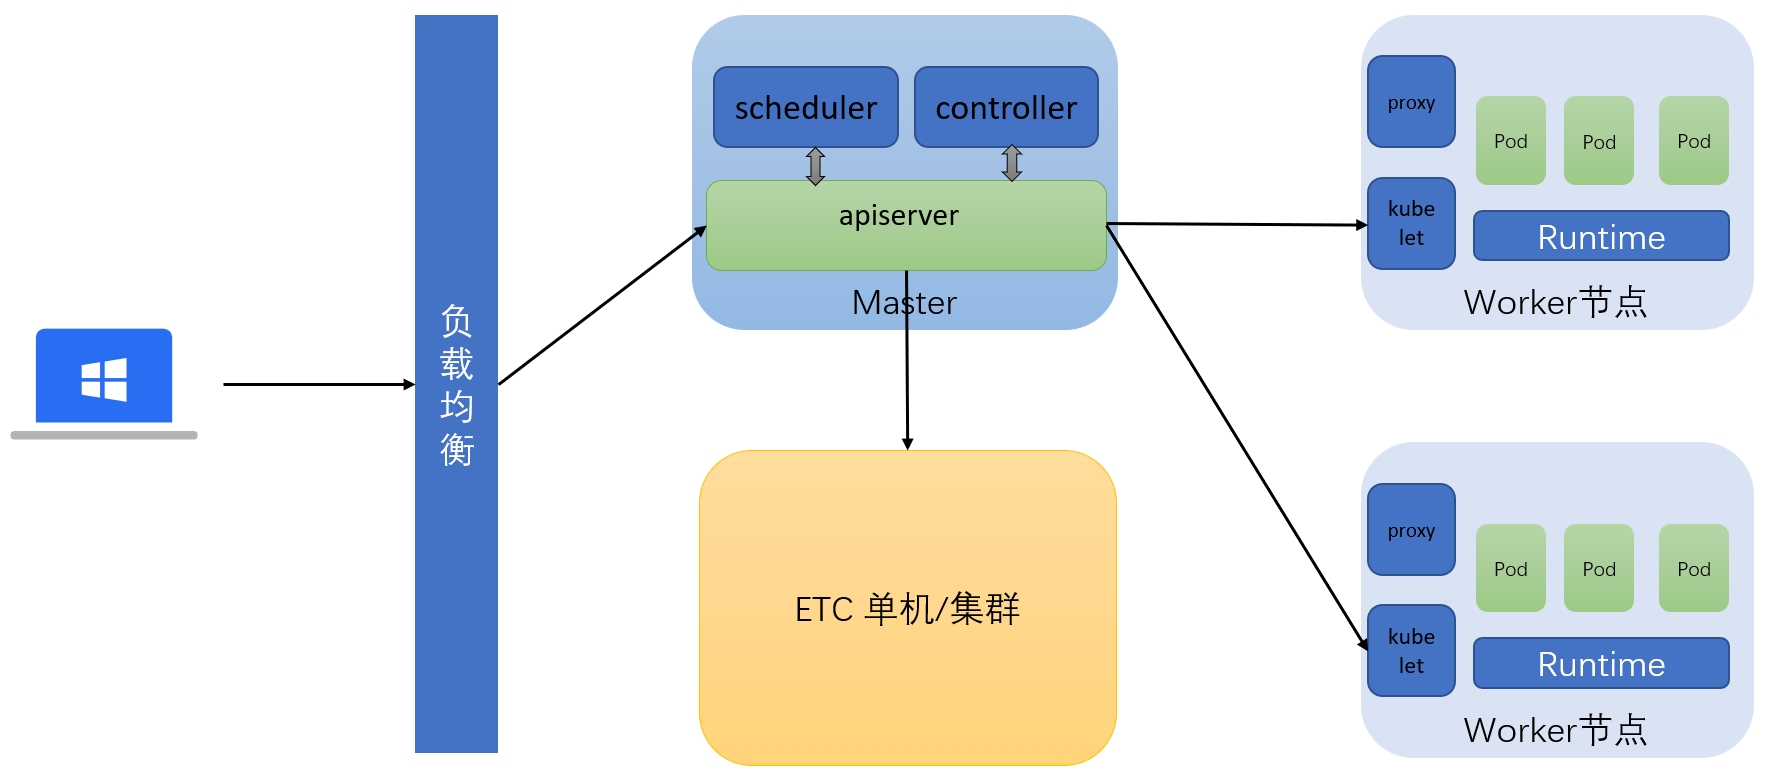 负
载
均
衡
scheduler
controller
apiserver
Master
ETC 单机/集群
proxy
Pod
Pod
Pod
kube
let
Runtime
Worker节点
proxy
Pod
Pod
Pod
kube
let
Runtime
Worker节点